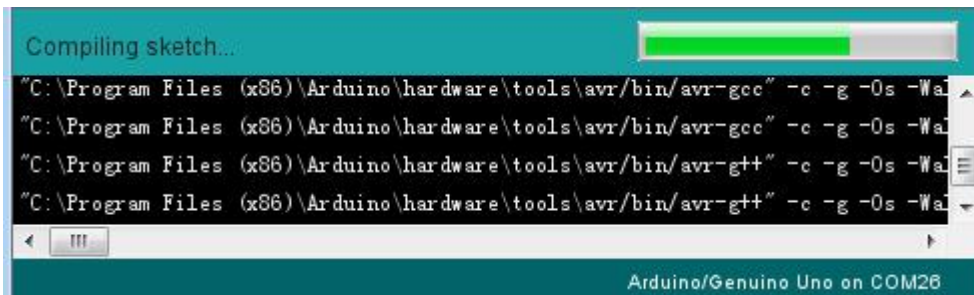 Compiling sketch...
"C:\Program Files (x86)\Arduino\hardware\tools\avr/bin/avr-gcc" -c -g -Os -Wal
"C:\Program Files (x86)\Arduino\hardware\tools\avr/bin/avr-gcc" -c -g -Os -Wal
"C:\Program Files (x86)\Arduino\hardware\tools\avr/bin/avr-g++" -c -g -Os -Wal
"C:\Program Files (x86)\Arduino\hardware\tools\avr/bin/avr-g++" -c -g -Os -Wal
Arduino/Genuino Uno on COM26